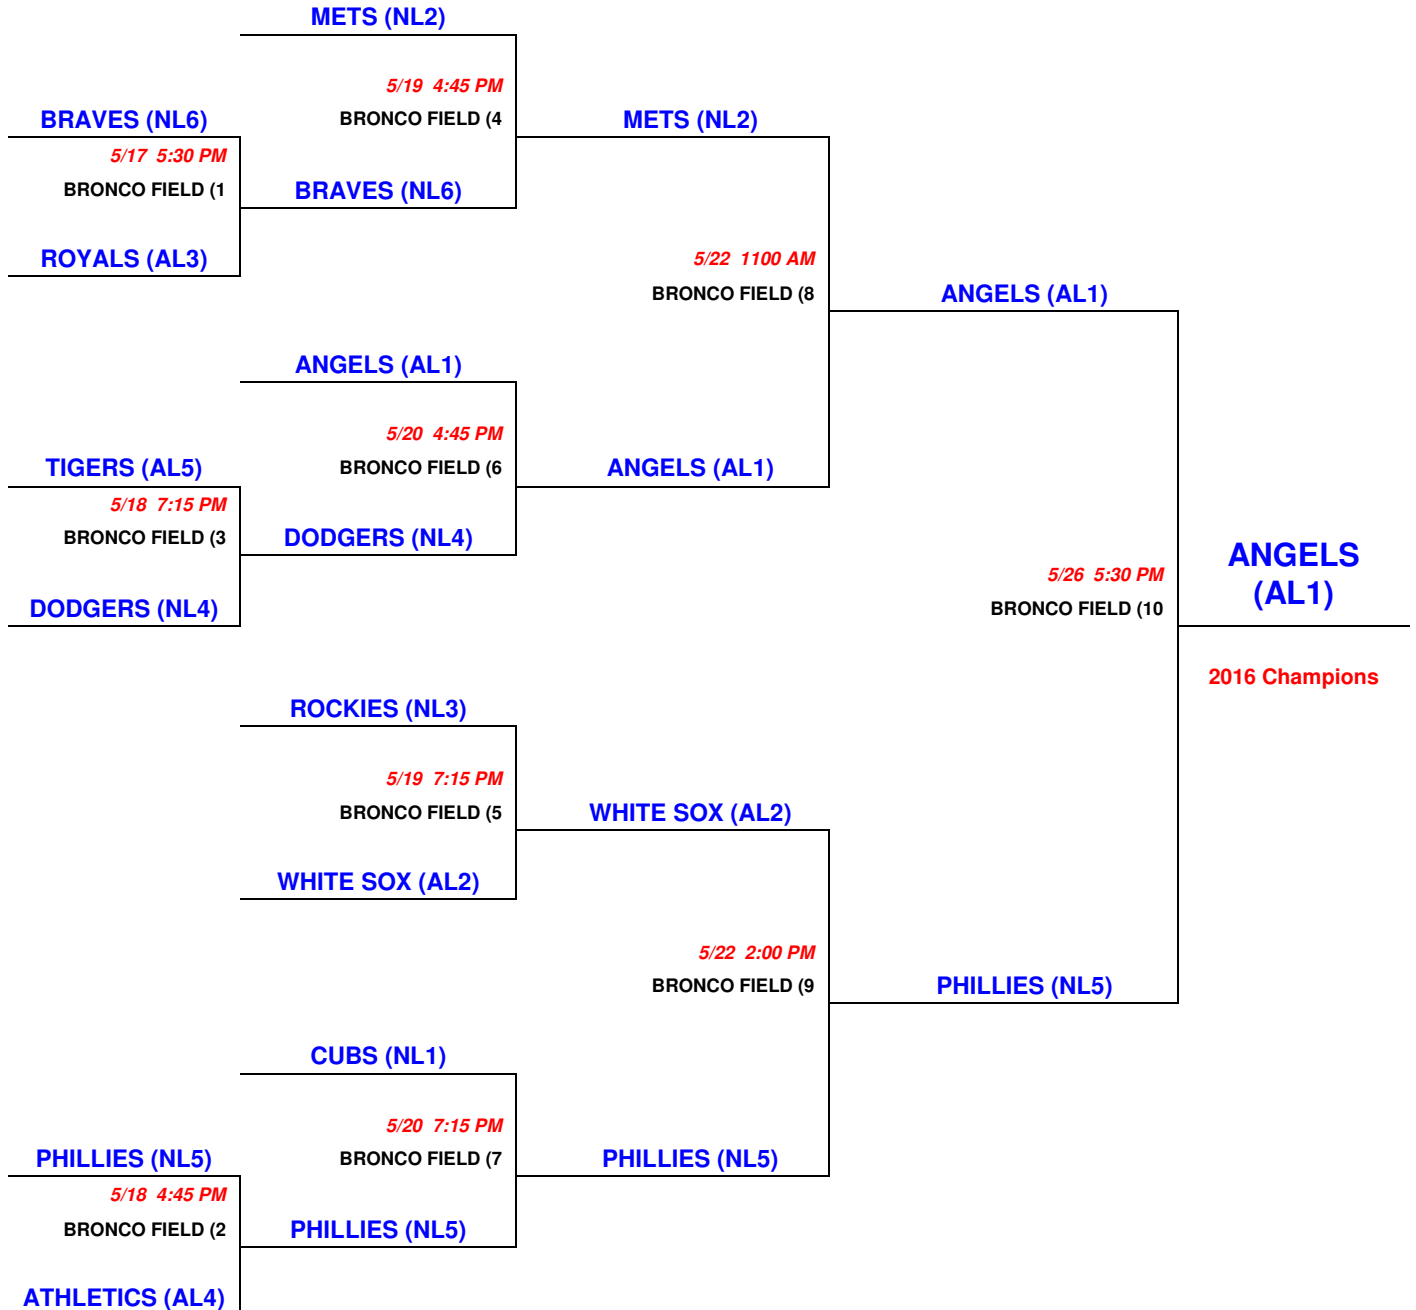 METS (NL2)
5/19 4:45 PM
BRAVES (NL6)
BRONCO FIELD (4
METS (NL2)
5/17 5:30 PM
BRONCO FIELD (1
BRAVES (NL6)
ROYALS (AL3)
5/22 1100 AM
BRONCO FIELD (8
ANGELS (AL1)
ANGELS (AL1)
5/20 4:45 PM
TIGERS (AL5)
BRONCO FIELD (6
ANGELS (AL1)
5/18 7:15 PM
BRONCO FIELD (3
DODGERS (NL4)
ANGELS
(AL1)
5/26 5:30 PM
DODGERS (NL4)
BRONCO FIELD (10
2016 Champions
ROCKIES (NL3)
5/19 7:15 PM
BRONCO FIELD (5
WHITE SOX (AL2)
WHITE SOX (AL2)
5/22 2:00 PM
BRONCO FIELD (9
PHILLIES (NL5)
CUBS (NL1)
5/20 7:15 PM
PHILLIES (NL5)
BRONCO FIELD (7
PHILLIES (NL5)
5/18 4:45 PM
BRONCO FIELD (2
PHILLIES (NL5)
ATHLETICS (AL4)